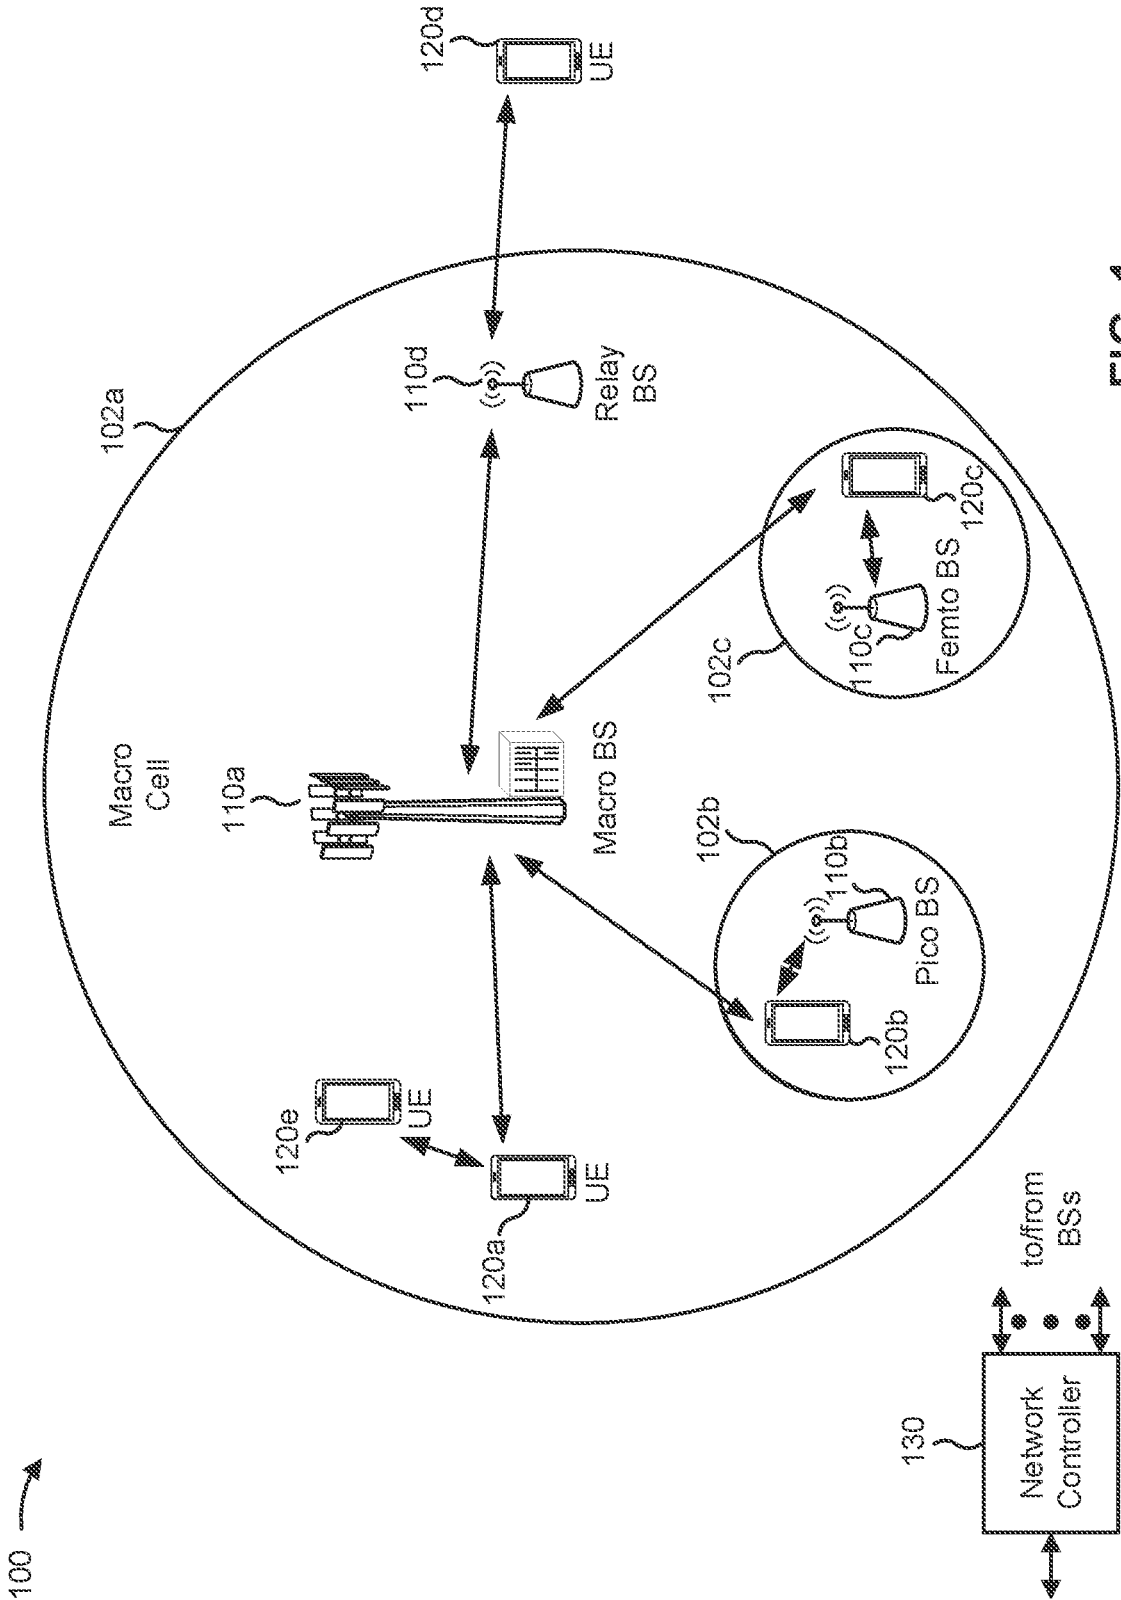 100
102a
Macro
Cell
110a
Macro BS
110d
Relay
BS
120d
UE
120e
UE
120a
UE
102b
110b
Pico BS
120b
102c
110c
Femto BS
120c
130
Network
Controller
to/from
BSs